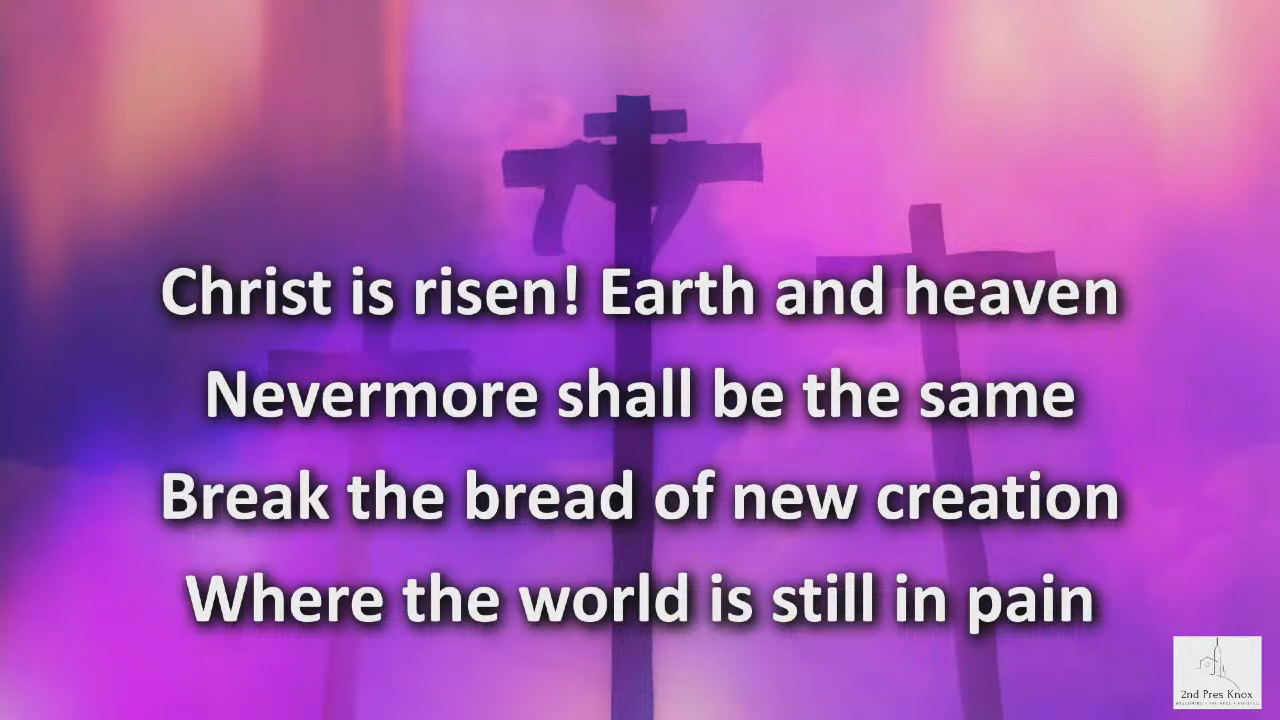 Christ is risen! Earth and heaven
Nevermore shall be the same
Break the bread of new creation
Where the world is still in pain
2nd Pres Knox